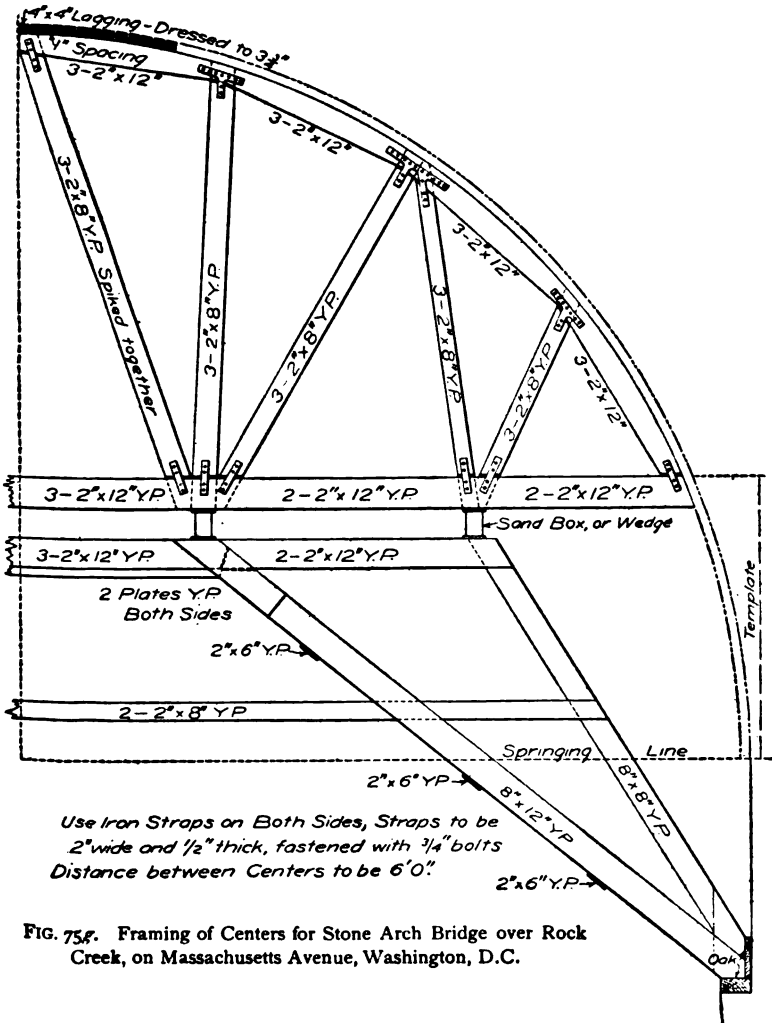 4"x4" Lagging-Dressed to 3¾"
"4" Spacing
3-2"x12"
3-2"x12"
3-2"x12"
3-2"x12"
3-2"x8" Y.P. Spiked together
3-2"x8" Y.P.
3-2"x8" Y.P.
3-2"x8" Y.P.
3-2"x8" Y.P.
3-2"x12" Y.P.
2-2"x12" Y.P.
2-2"x12" Y.P.
Sand Box, or Wedge
3-2"x12" Y.P.
2-2"x12" Y.P.
Template
2 Plates Y.P.
Both Sides
2"x6" Y.P.
2-2"x8" Y.P.
Springing Line
2"x6" Y.P.
8"x12" Y.P.
8"x8" Y.P.
2"x6" Y.P.
Oak
Use Iron Straps on Both Sides, Straps to be
2" wide and 1/2" thick, fastened with 3/4" bolts
Distance between Centers to be 6'0".
FIG. 75g. Framing of Centers for Stone Arch Bridge over Rock
Creek, on Massachusetts Avenue, Washington, D.C.